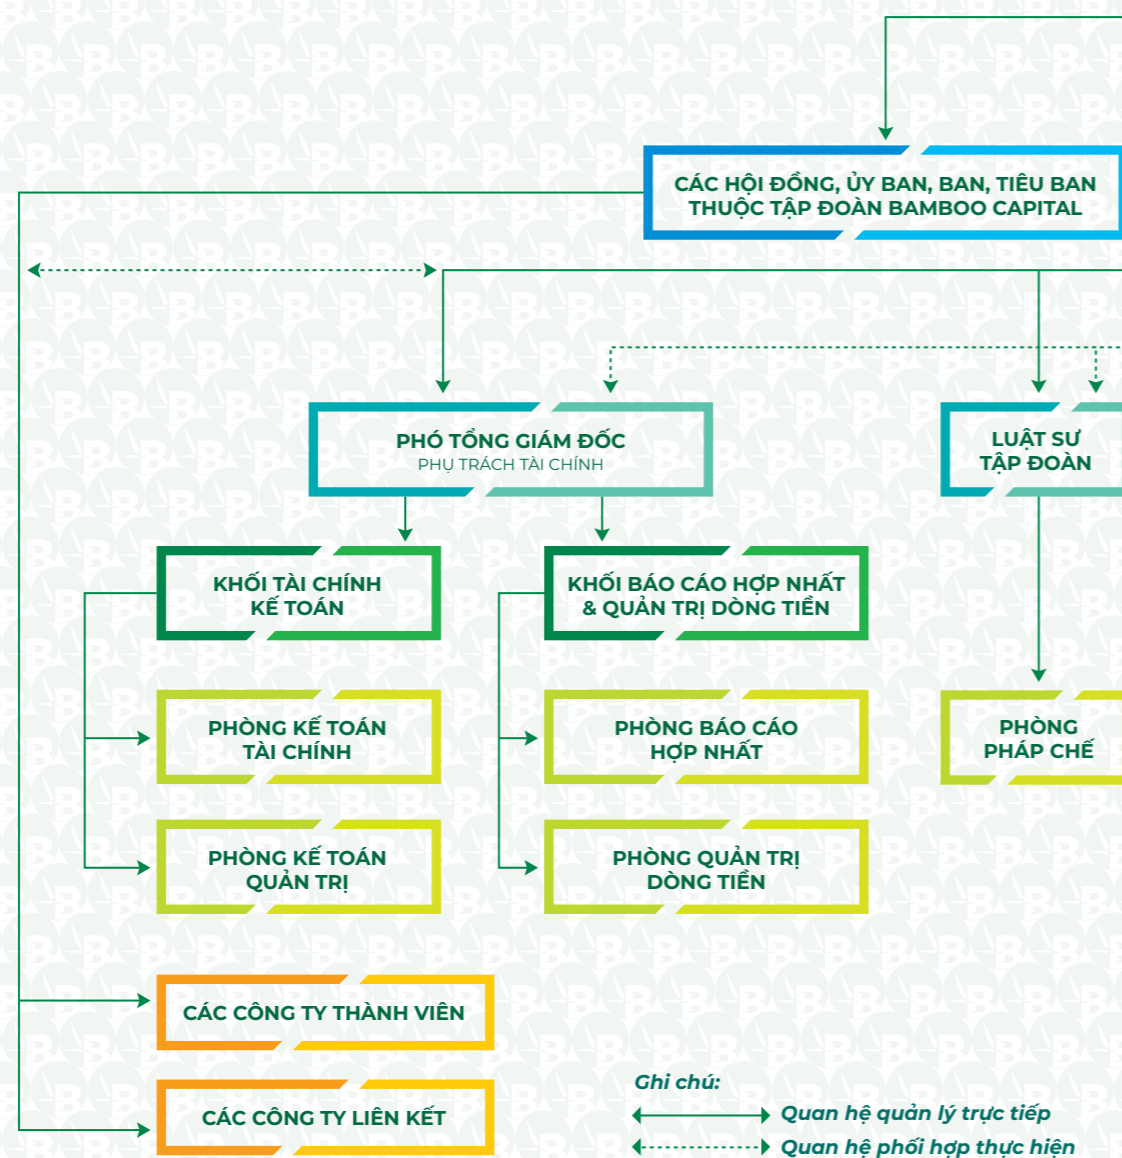 CÁC HỘI ĐỒNG, ỦY BAN, BAN, TIÊU BAN
THUỘC TẬP ĐOÀN BAMBOO CAPITAL
PHÓ TỔNG GIÁM ĐỐC
PHỤ TRÁCH TÀI CHÍNH
LUẬT SƯ
TẬP ĐOÀN
KHỐI TÀI CHÍNH
KẾ TOÁN
KHỐI BÁO CÁO HỢP NHẤT
& QUẢN TRỊ DÒNG TIỀN
PHÒNG KẾ TOÁN
TÀI CHÍNH
PHÒNG BÁO CÁO
HỢP NHẤT
PHÒNG
PHÁP CHẾ
PHÒNG KẾ TOÁN
QUẢN TRỊ
PHÒNG QUẢN TRỊ
DÒNG TIỀN
CÁC CÔNG TY THÀNH VIÊN
CÁC CÔNG TY LIÊN KẾT
Ghi chú:
Quan hệ quản lý trực tiếp
Quan hệ phối hợp thực hiện